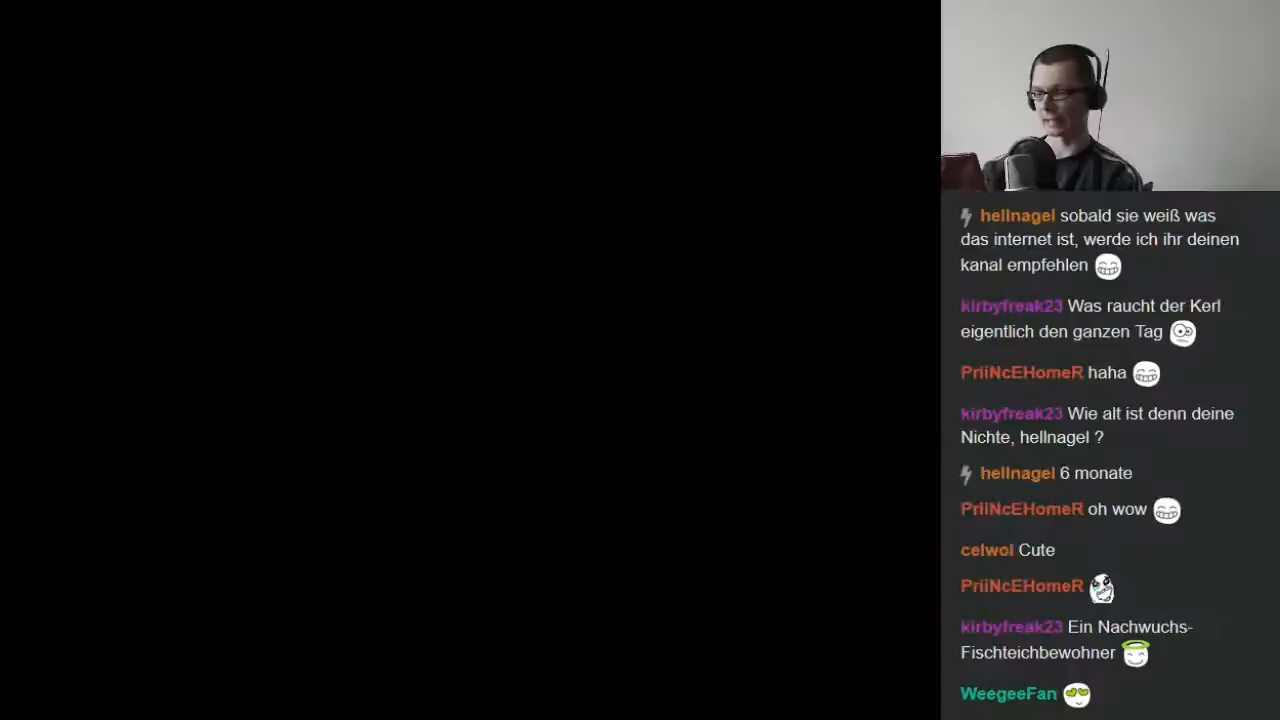 hellnagel sobald sie weiß was
das internet ist, werde ich ihr deinen
kanal empfehlen
kirbyfreak23 Was raucht der Kerl
eigentlich den ganzen Tag
PriiNcEHomeR haha
kirbyfreak23 Wie alt ist denn deine
Nichte, hellnagel ?
hellnagel 6 monate
PriiNcEHomeR oh wow
celwol Cute
PriiNcEHomeR
kirbyfreak23 Ein Nachwuchs-
Fischteichbewohner
WeegeeFan